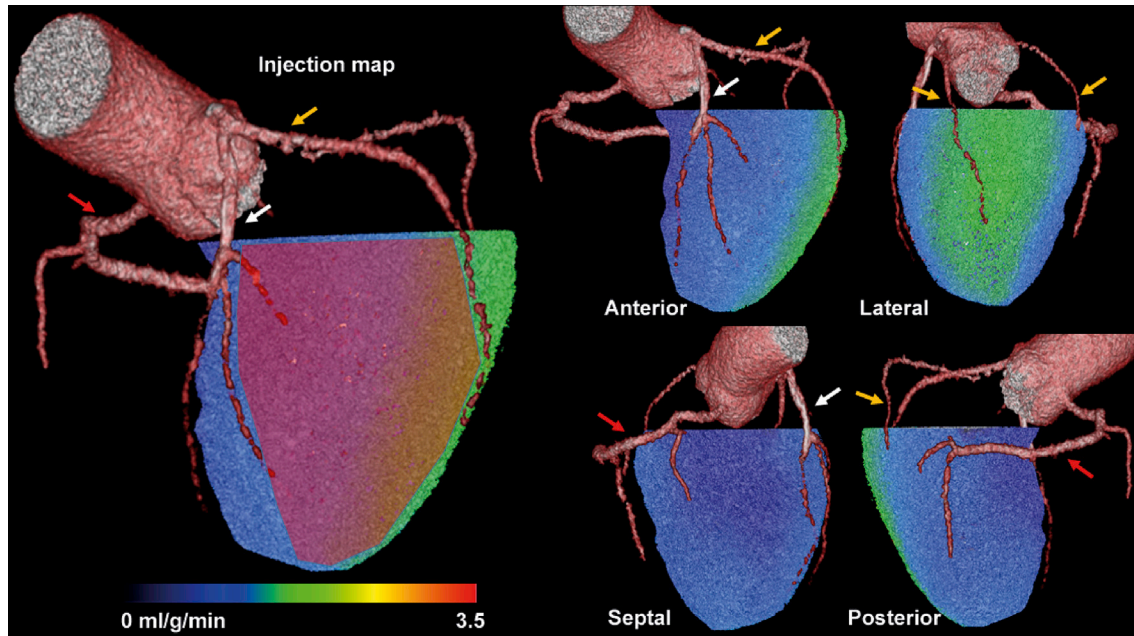 Injection map
Anterior
Lateral
Septal
Posterior
0 ml/g/min
3.5